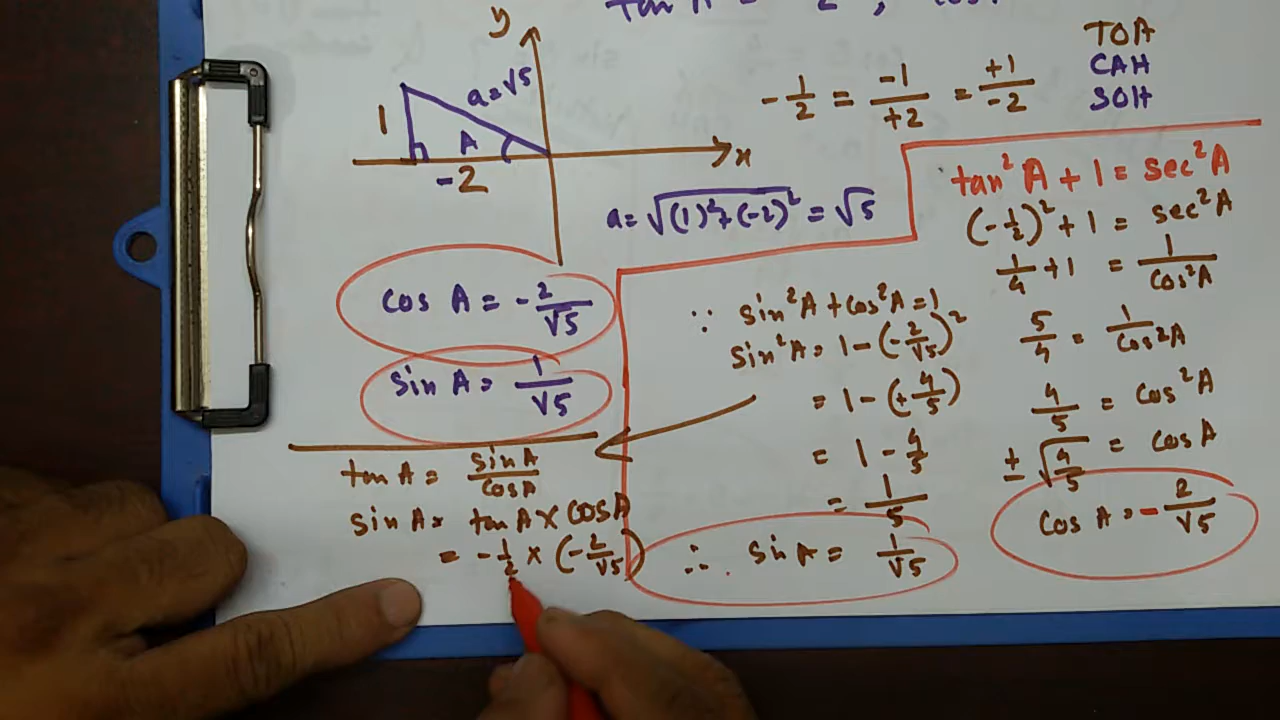 tan A = - 2 , cos
TOA
CAH
SOH
- 1/2 = -1/+2 = +1/-2
y
a=√5
1
A
x
-2
a=√(1)²+(-2)² = √5
tan²A + 1 = sec²A
(-1/2)² + 1 = sec²A
1/4 + 1 = 1/cos²A
5/4 = 1/cos²A
4/5 = cos²A
± √4/5 = cos A
cos A = - 2/√5
cos A = - 2/√5
sin A = 1/√5
∵ sin²A + cos²A = 1
sin²A = 1 - (-2/√5)²
= 1 - (+4/5)
= 1 - 4/5
= 1/5
∴ sin A = 1/√5
tan A = sin A/cos A
sin A = tan A × cos A
= - 1/2 × (-2/√5)